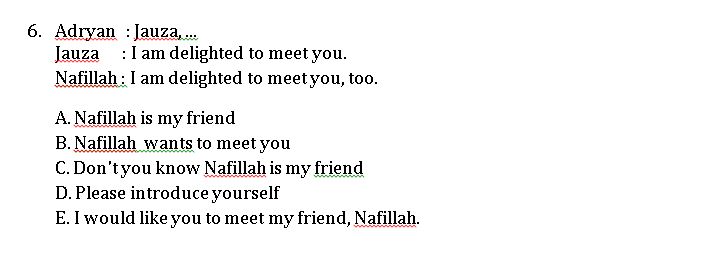 6. Adryan : Jauza, ...
Jauza : I am delighted to meet you.
Nafillah : I am delighted to meet you, too.
A. Nafillah is my friend
B. Nafillah wants to meet you
C. Don't you know Nafillah is my friend
D. Please introduce yourself
E. I would like you to meet my friend, Nafillah.